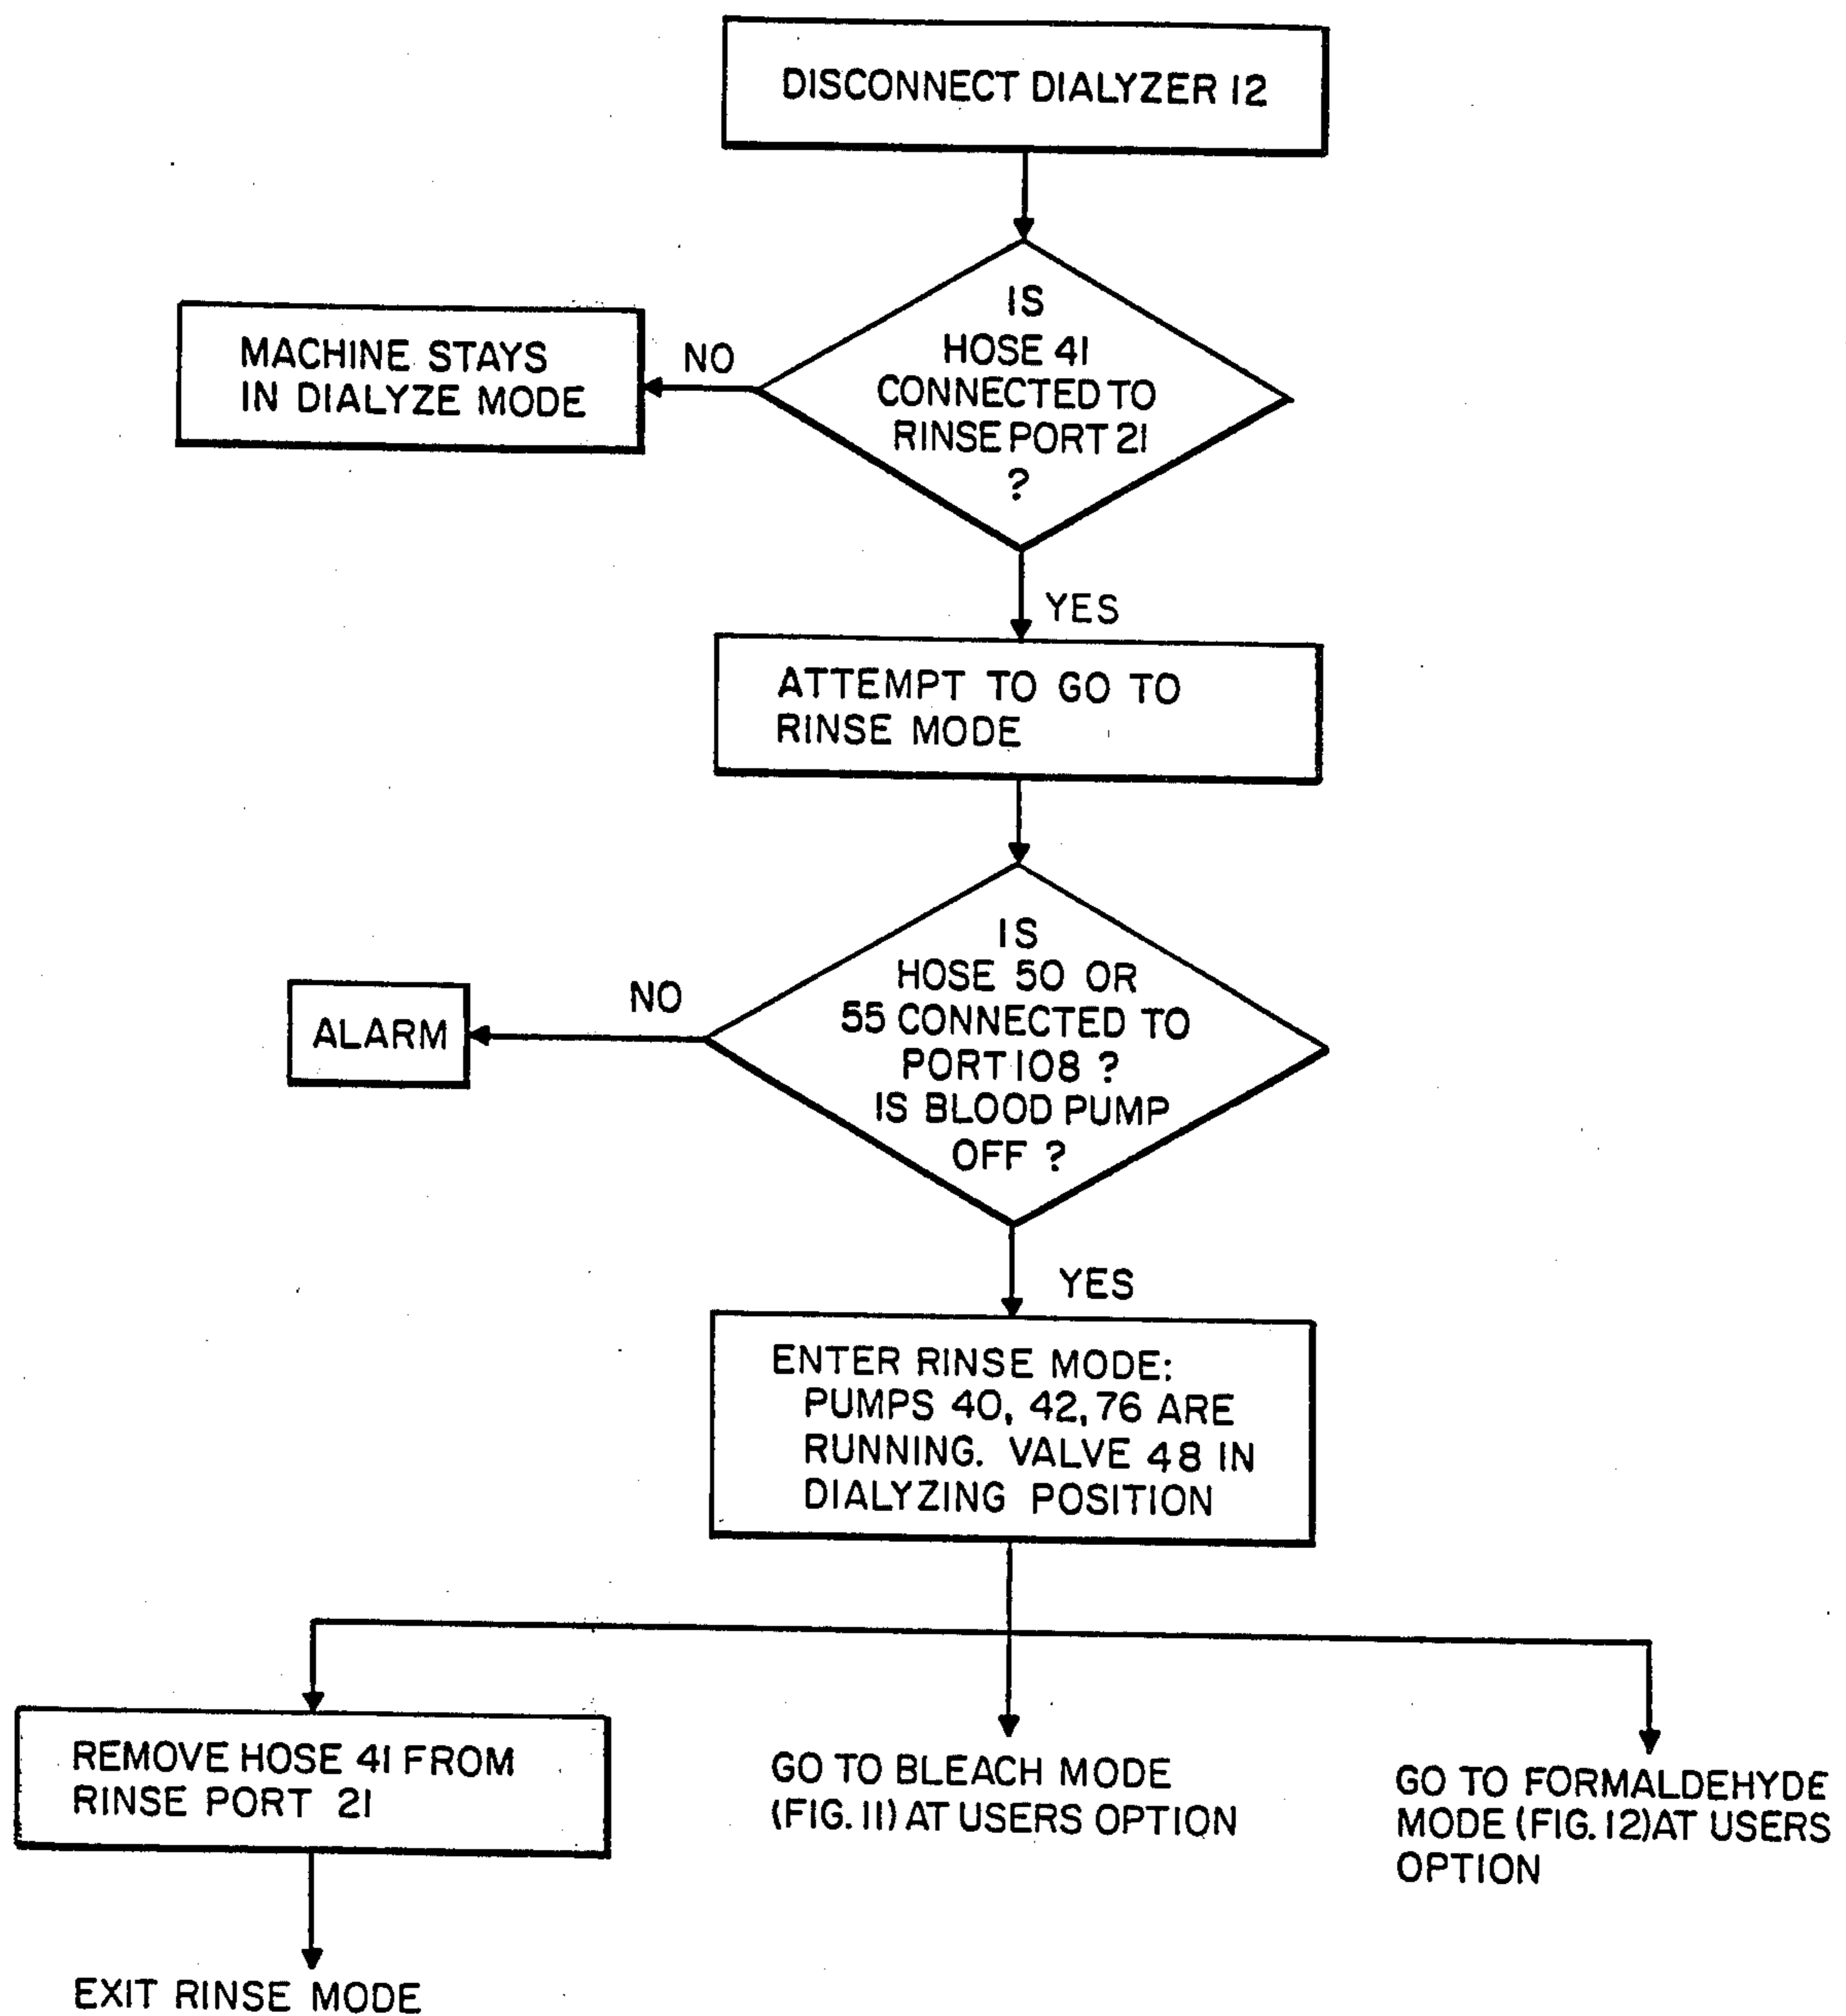 DISCONNECT DIALYZER 12
IS
HOSE 41
CONNECTED TO
RINSE PORT 21
?
NO
MACHINE STAYS
IN DIALYZE MODE
YES
ATTEMPT TO GO TO
RINSE MODE
IS
HOSE 50 OR
55 CONNECTED TO
PORT 108 ?
IS BLOOD PUMP
OFF ?
NO
ALARM
YES
ENTER RINSE MODE:
PUMPS 40, 42, 76 ARE
RUNNING. VALVE 48 IN
DIALYZING POSITION
REMOVE HOSE 41 FROM
RINSE PORT 21
EXIT RINSE MODE
GO TO BLEACH MODE
(FIG. 11) AT USERS OPTION
GO TO FORMALDEHYDE
MODE (FIG. 12) AT USERS
OPTION